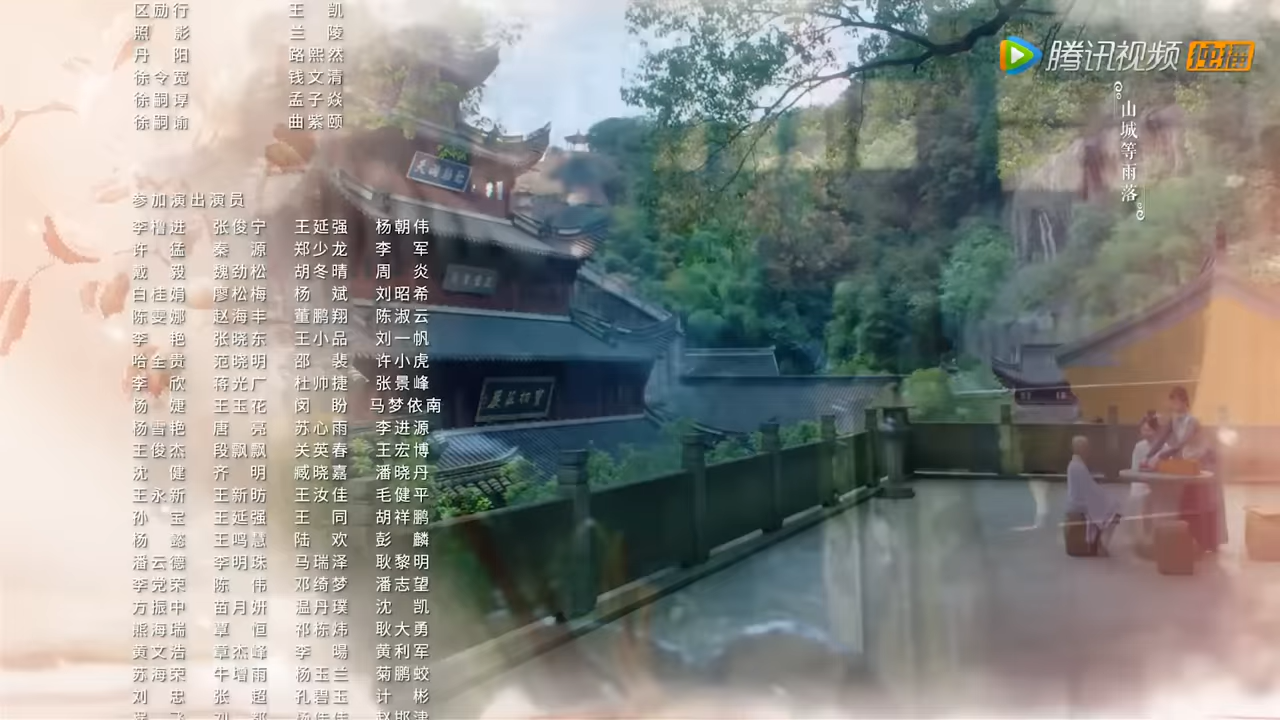 区励行 王凯
照影 兰陵
丹阳 路熙然
徐令宽 钱文清
徐嗣谆 孟子焱
徐嗣谕 曲紫颐
参加演出演员
李橹进 张俊宁 王延强 杨朝伟
许猛 秦源 郑少龙 李军
戴毅 魏劲松 胡冬晴 周炎
白桂娟 廖松梅 杨斌 刘昭希
陈雯娜 赵海丰 董鹏翔 陈淑云
李艳 张晓东 王小品 刘一帆
哈全贵 范晓明 邵裴 许小虎
李欣 蒋光广 杜帅捷 张景峰
杨婕 王玉花 闵盼 马梦依南
杨雪艳 唐亮 苏心雨 李进源
王俊杰 段飘飘 关英春 王宏博
沈健 齐明 臧晓嘉 潘晓丹
王永新 王新昉 王汝佳 毛健平
孙宝 王延强 王同 胡祥鹏
杨懿 王鸣慧 陆欢 彭麟
潘云德 李明珠 马瑞泽 耿黎明
李党荣 陈伟 邓绮梦 潘志望
方振中 苗月妍 温丹璞 沈凯
熊海瑞 覃恒 祁栋炜 耿大勇
黄文浩 章杰峰 李暘 黄利军
苏海荣 牛增雨 杨玉兰 菊鹏蛟
刘忠 张超 孔碧玉 计彬
腾讯视频 独播
山城等雨落